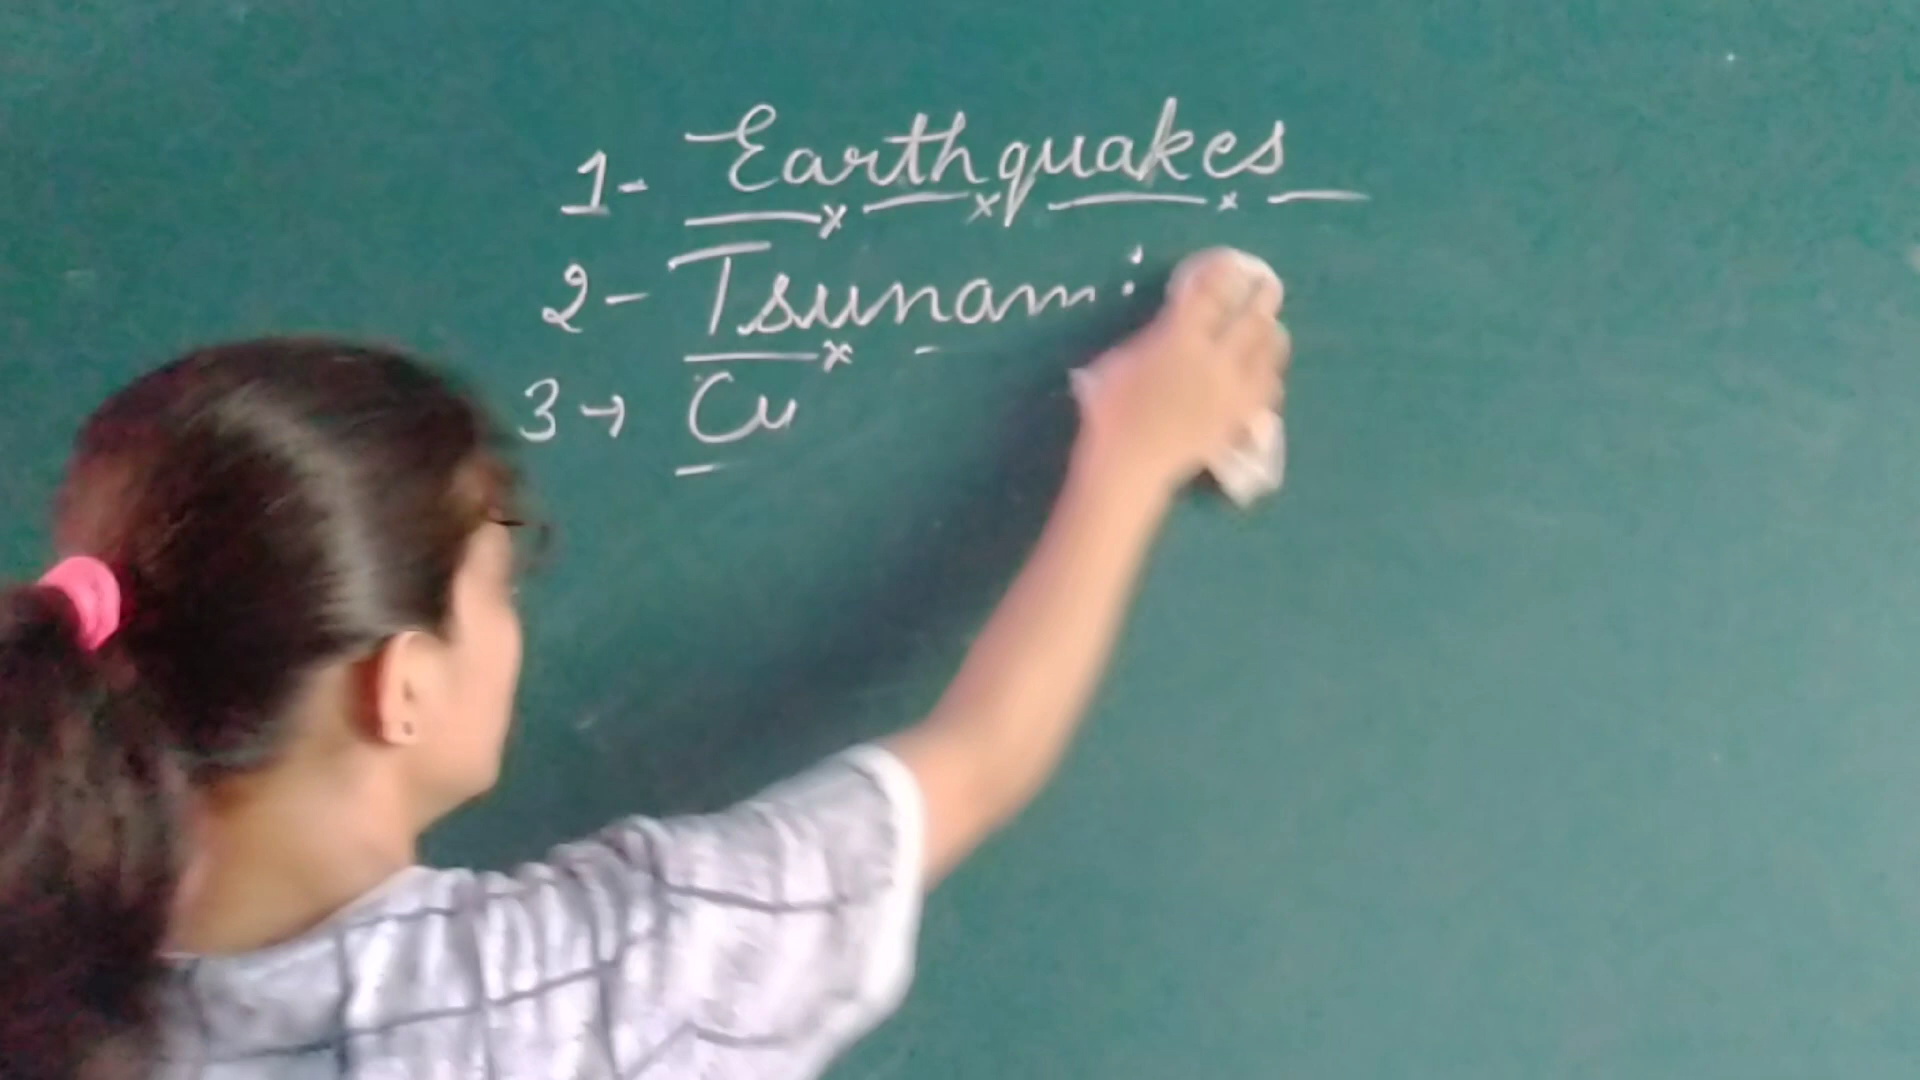 1- Earthquakes
2- Tsunami
3→ Cu